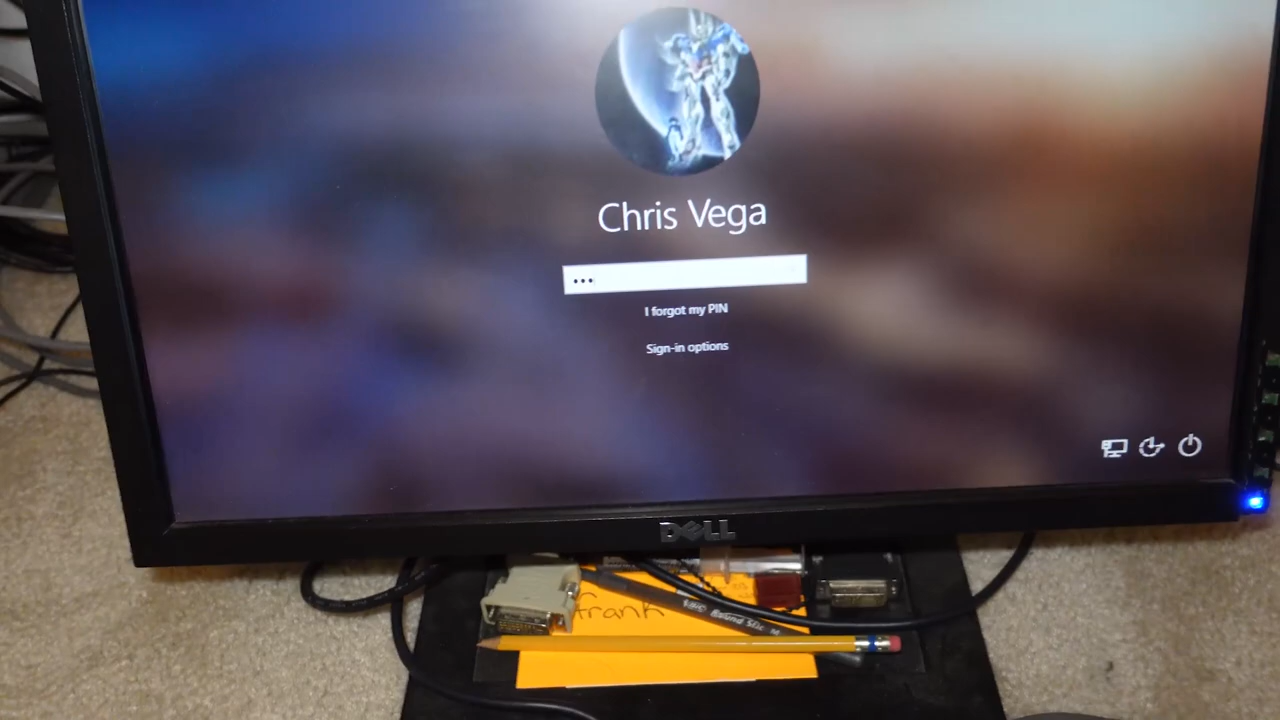 Chris Vega
•••
I forgot my PIN
Sign-in options
DELL
frank
BIC Round Stic M